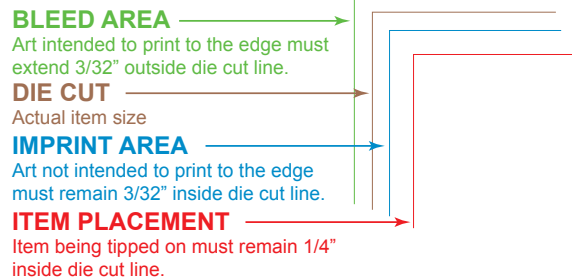 BLEED AREA
Art intended to print to the edge must
extend 3/32” outside die cut line.
DIE CUT
Actual item size
IMPRINT AREA
Art not intended to print to the edge
must remain 3/32” inside die cut line.
ITEM PLACEMENT
Item being tipped on must remain 1/4”
inside die cut line.